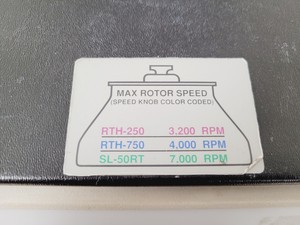 MAX ROTOR SPEED
(SPEED KNOB COLOR CODED)
RTH-250 3,200 RPM
RTH-750 4,000 RPM
SL-50RT 7,000 RPM